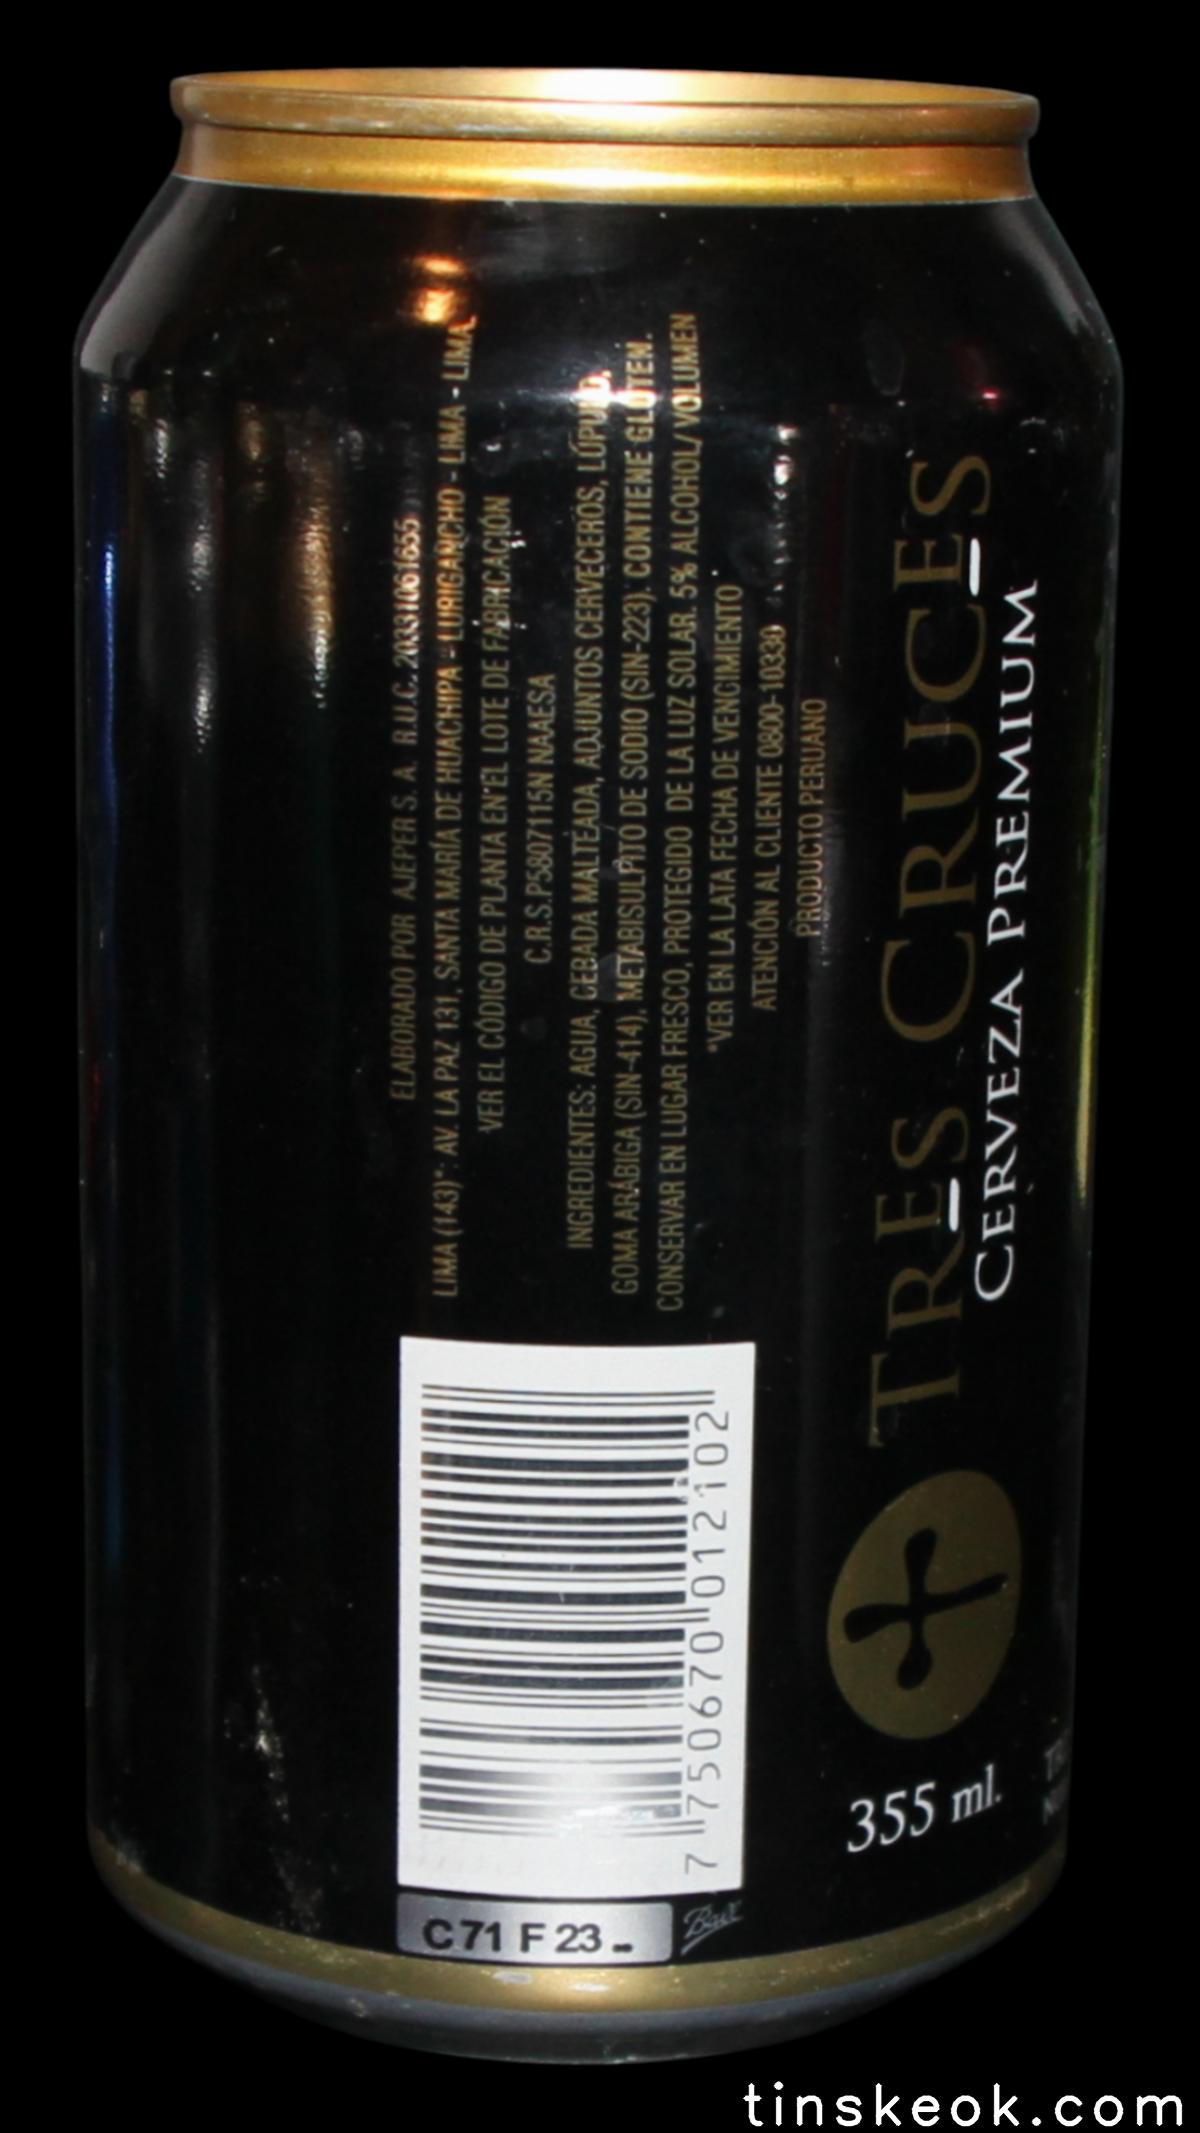 ELABORADO POR AJEPER S. A. R.U.C. 20331061655
LIMA (143)*: AV. LA PAZ 131, SANTA MARÍA DE HUACHIPA - LURIGANCHO - LIMA - LIMA.
VER EL CÓDIGO DE PLANTA EN EL LOTE DE FABRICACIÓN
C.R.S.P5807115N NAAESA
INGREDIENTES: AGUA, CEBADA MALTEADA, ADJUNTOS CERVECEROS, LÚPULO,
GOMA ARÁBIGA (SIN-414), METABISULPITO DE SODIO (SIN-223). CONTIENE GLUTEN.
CONSERVAR EN LUGAR FRESCO, PROTEGIDO DE LA LUZ SOLAR. 5% ALCOHOL/VOLUMEN
*VER EN LA LATA FECHA DE VENCIMIENTO
ATENCIÓN AL CLIENTE 0800-10330
PRODUCTO PERUANO
TRES CRUCES
CERVEZA PREMIUM
7 750670 012102
355 ml.
C71 F 23
tinskeok.com